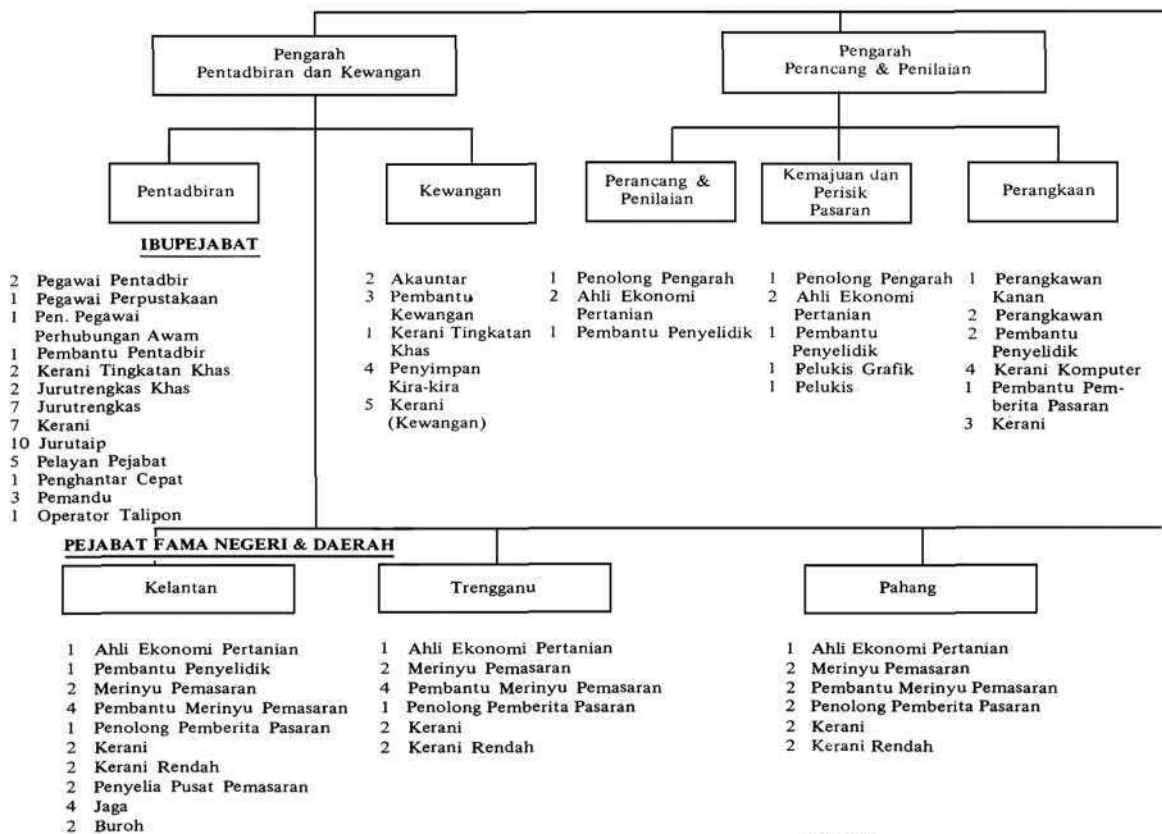 Pengarah
Pentadbiran dan Kewangan
Pengarah
Perancang & Penilaian
Pentadbiran
Kewangan
Perancang &
Penilaian
Kemajuan dan
Perisik
Pasaran
Perangkaan
IBUPEJABAT
2 Pegawai Pentadbir
1 Pegawai Perpustakaan
1 Pen. Pegawai
Perhubungan Awam
1 Pembantu Pentadbir
2 Kerani Tingkatan Khas
2 Jurutrengkas Khas
7 Jurutrengkas
7 Kerani
10 Jurutaip
5 Pelayan Pejabat
1 Penghantar Cepat
3 Pemandu
1 Operator Talipon
2 Akauntar
3 Pembantu
Kewangan
1 Kerani Tingkatan
Khas
4 Penyimpan
Kira-kira
5 Kerani
(Kewangan)
1 Penolong Pengarah
2 Ahli Ekonomi
Pertanian
1 Pembantu Penyelidik
1 Penolong Pengarah
2 Ahli Ekonomi
Pertanian
1 Pembantu
Penyelidik
1 Pelukis Grafik
1 Pelukis
1 Perangkawan
Kanan
2 Perangkawan
2 Pembantu
Penyelidik
4 Kerani Komputer
1 Pembantu Pem-
berita Pasaran
3 Kerani
PEJABAT FAMA NEGERI & DAERAH
Kelantan
Trengganu
Pahang
1 Ahli Ekonomi Pertanian
1 Pembantu Penyelidik
2 Merinyu Pemasaran
4 Pembantu Merinyu Pemasaran
1 Penolong Pemberita Pasaran
2 Kerani
2 Kerani Rendah
2 Penyelia Pusat Pemasaran
4 Jaga
2 Buroh
1 Ahli Ekonomi Pertanian
2 Merinyu Pemasaran
4 Pembantu Merinyu Pemasaran
1 Penolong Pemberita Pasaran
2 Kerani
2 Kerani Rendah
1 Ahli Ekonomi Pertanian
2 Merinyu Pemasaran
2 Pembantu Merinyu Pemasaran
2 Penolong Pemberita Pasaran
2 Kerani
2 Kerani Rendah